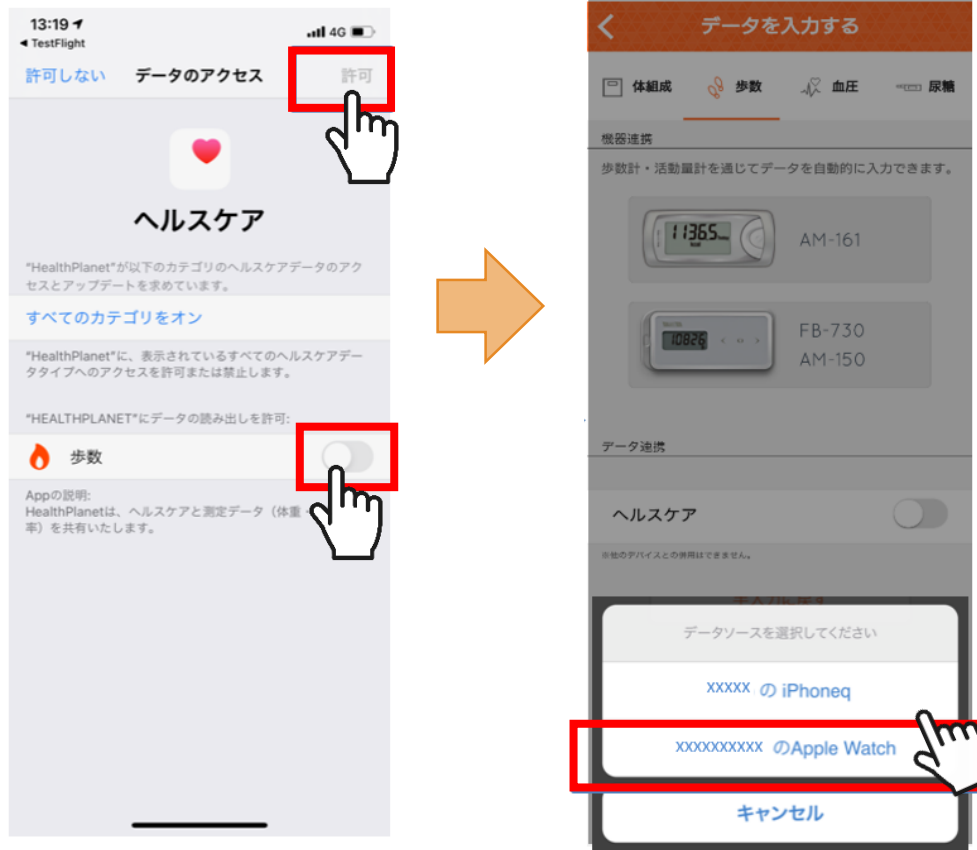 13:19
4G
◀ TestFlight
許可しない
データのアクセス
許可
ヘルスケア
"HealthPlanet"が以下のカテゴリのヘルスケアデータのアク
セスとアップデートを求めています。
すべてのカテゴリをオン
"HealthPlanet"に、表示されているすべてのヘルスケアデー
タタイプへのアクセスを許可または禁止します。
"HEALTHPLANET"にデータの読み出しを許可:
歩数
Appの説明:
HealthPlanetは、ヘルスケアと測定データ（体重・
率）を共有いたします。
データを入力する
体組成
歩数
血圧
尿糖
機器連携
歩数計・活動量計を通じてデータを自動的に入力できます。
11365
AM-161
10826
FB-730
AM-150
データ連携
ヘルスケア
※他のデバイスとの併用はできません。
データソースを選択してください
xxxxx の iPhoneq
xxxxxxxxxx のApple Watch
キャンセル